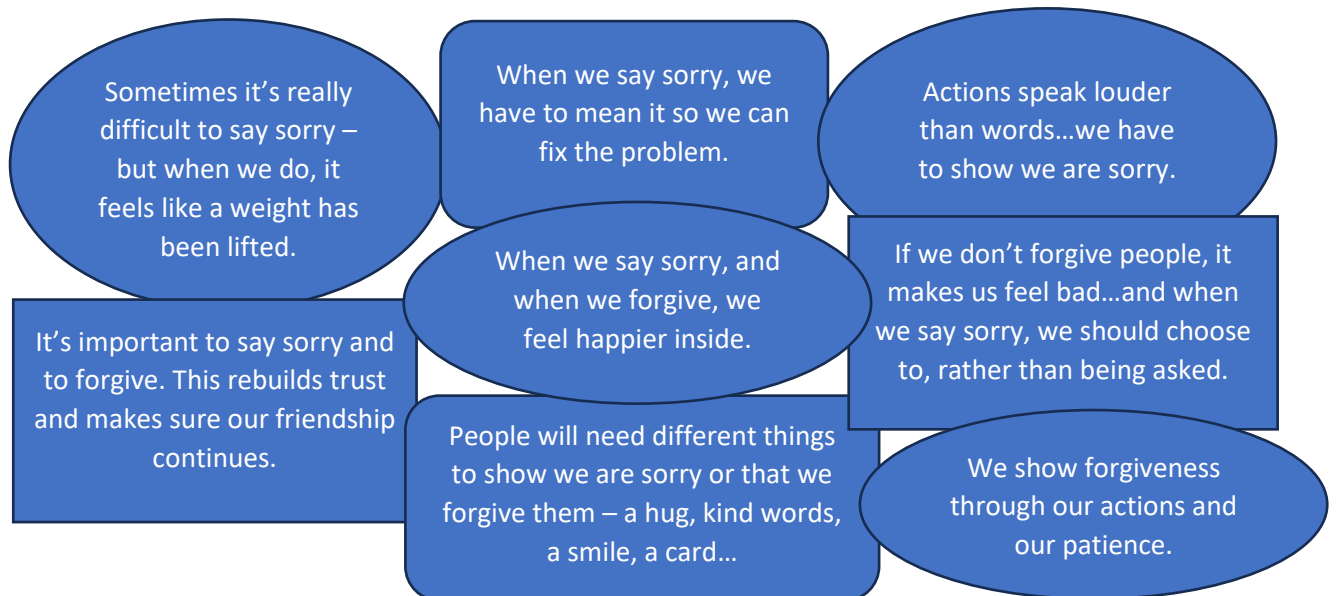 Sometimes it’s really
difficult to say sorry –
but when we do, it
feels like a weight has
been lifted.
When we say sorry, we
have to mean it so we can
fix the problem.
Actions speak louder
than words…we have
to show we are sorry.
When we say sorry, and
when we forgive, we
feel happier inside.
If we don’t forgive people, it
makes us feel bad…and when
we say sorry, we should choose
to, rather than being asked.
It’s important to say sorry and
to forgive. This rebuilds trust
and makes sure our friendship
continues.
People will need different things
to show we are sorry or that we
forgive them – a hug, kind words,
a smile, a card…
We show forgiveness
through our actions and
our patience.